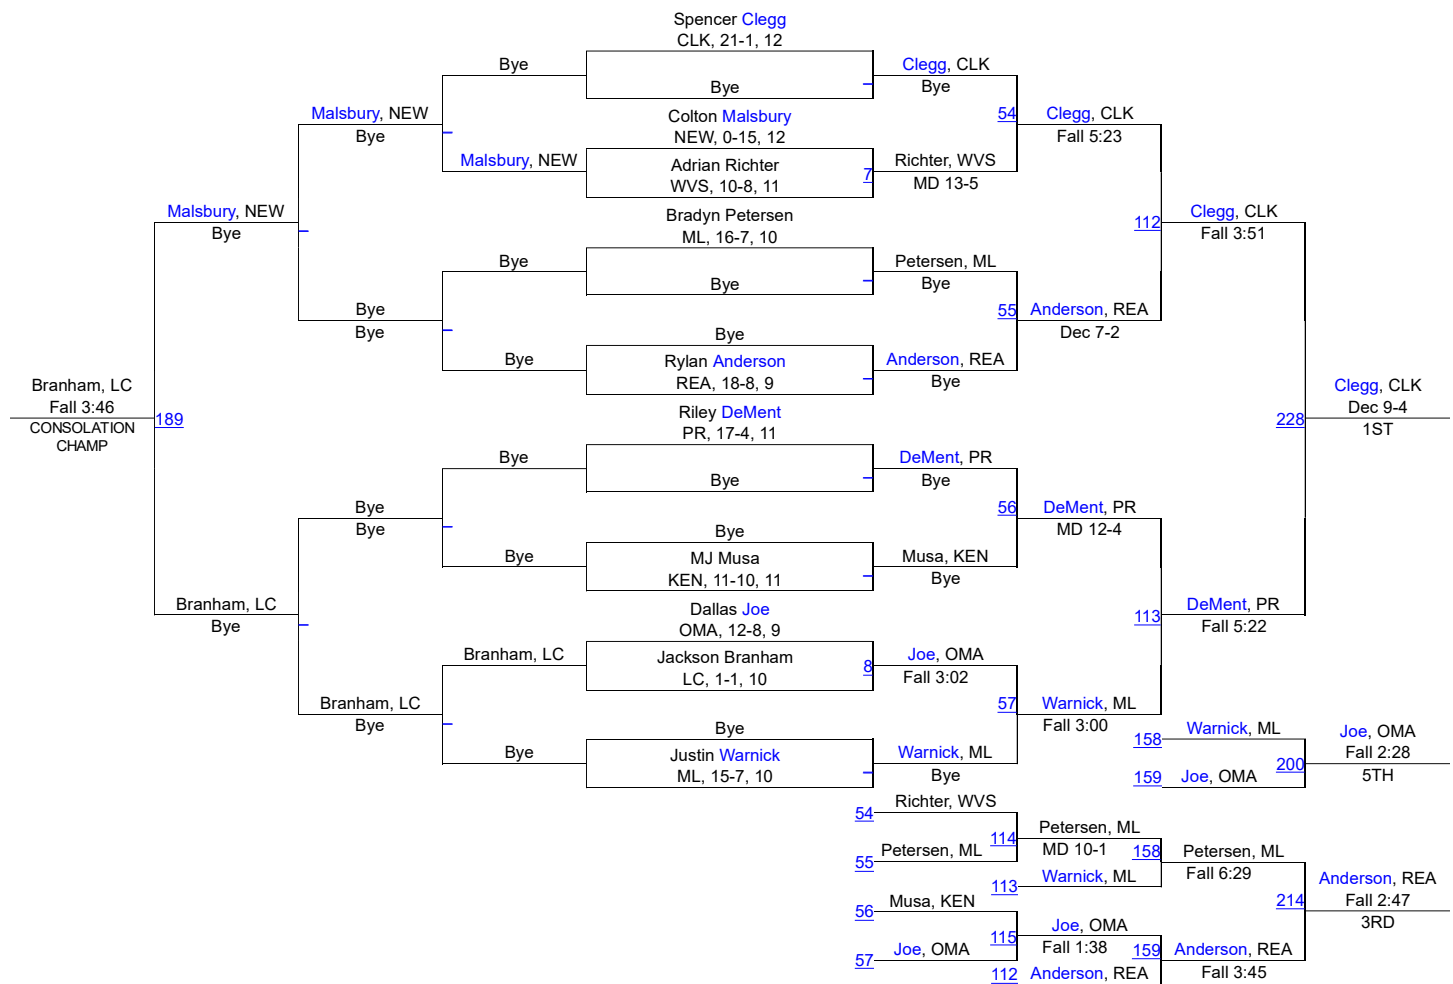 Spencer Clegg
CLK, 21-1, 12
Bye
Clegg, CLK
Bye
Bye
Malsbury, NEW
Bye
Colton Malsbury
NEW, 0-15, 12
54
Clegg, CLK
Fall 5:23
Malsbury, NEW
Adrian Richter
WVS, 10-8, 11
7
Richter, WVS
MD 13-5
Malsbury, NEW
Bye
Bradyn Petersen
ML, 16-7, 10
112
Clegg, CLK
Fall 3:51
Bye
Bye
Petersen, ML
Bye
Bye
Bye
55
Anderson, REA
Dec 7-2
Bye
Bye
Rylan Anderson
REA, 18-8, 9
Anderson, REA
Bye
Branham, LC
Fall 3:46
CONSOLATION
CHAMP
189
Riley DeMent
PR, 17-4, 11
228
Clegg, CLK
Dec 9-4
1ST
Bye
Bye
DeMent, PR
Bye
Bye
Bye
56
DeMent, PR
MD 12-4
Bye
Bye
MJ Musa
KEN, 11-10, 11
Musa, KEN
Bye
Branham, LC
Bye
Dallas Joe
OMA, 12-8, 9
113
DeMent, PR
Fall 5:22
Branham, LC
Jackson Branham
LC, 1-1, 10
8
Joe, OMA
Fall 3:02
Branham, LC
Bye
57
Warnick, ML
Fall 3:00
Bye
Bye
Justin Warnick
ML, 15-7, 10
Warnick, ML
Bye
158
Warnick, ML
159
Joe, OMA
200
Joe, OMA
Fall 2:28
5TH
54
Richter, WVS
55
Petersen, ML
114
Petersen, ML
MD 10-1
113
Warnick, ML
158
Petersen, ML
Fall 6:29
214
Anderson, REA
Fall 2:47
3RD
56
Musa, KEN
57
Joe, OMA
115
Joe, OMA
Fall 1:38
112
Anderson, REA
159
Anderson, REA
Fall 3:45